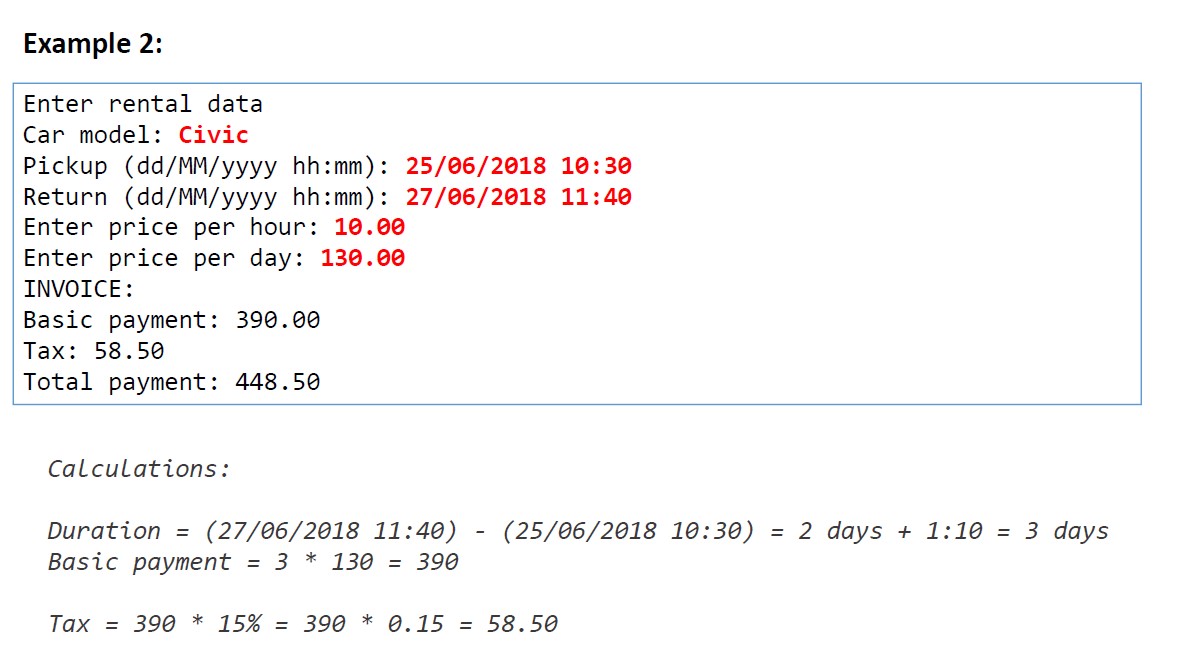 Example 2:
Enter rental data
Car model: Civic
Pickup (dd/MM/yyyy hh:mm): 25/06/2018 10:30
Return (dd/MM/yyyy hh:mm): 27/06/2018 11:40
Enter price per hour: 10.00
Enter price per day: 130.00
INVOICE:
Basic payment: 390.00
Tax: 58.50
Total payment: 448.50
Calculations:
Duration = (27/06/2018 11:40) - (25/06/2018 10:30) = 2 days + 1:10 = 3 days
Basic payment = 3 * 130 = 390
Tax = 390 * 15% = 390 * 0.15 = 58.50